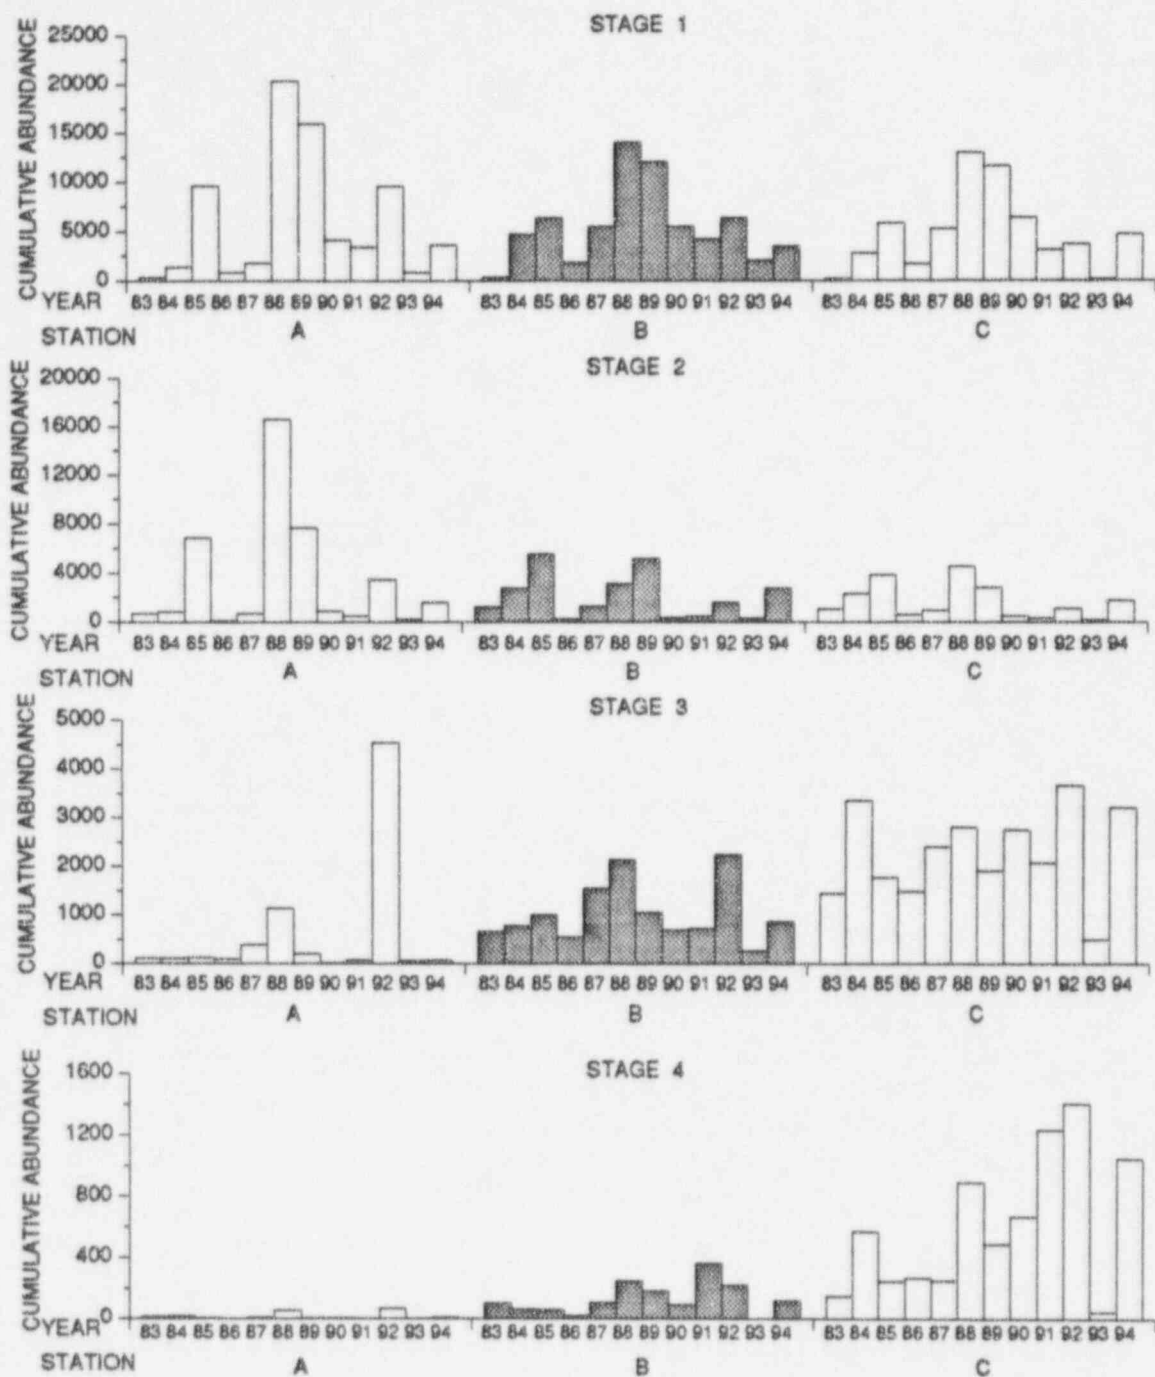 STAGE 1
CUMULATIVE ABUNDANCE
25000
20000
15000
10000
5000
0
YEAR 83 84 85 86 87 88 89 90 91 92 93 94 83 84 85 86 87 88 89 90 91 92 93 94 83 84 85 86 87 88 89 90 91 92 93 94
STATION A B C
STAGE 2
CUMULATIVE ABUNDANCE
20000
16000
12000
8000
4000
0
YEAR 83 84 85 86 87 88 89 90 91 92 93 94 83 84 85 86 87 88 89 90 91 92 93 94 83 84 85 86 87 88 89 90 91 92 93 94
STATION A B C
STAGE 3
CUMULATIVE ABUNDANCE
5000
4000
3000
2000
1000
0
YEAR 83 84 85 86 87 88 89 90 91 92 93 94 83 84 85 86 87 88 89 90 91 92 93 94 83 84 85 86 87 88 89 90 91 92 93 94
STATION A B C
STAGE 4
CUMULATIVE ABUNDANCE
1600
1200
800
400
0
YEAR 83 84 85 86 87 88 89 90 91 92 93 94 83 84 85 86 87 88 89 90 91 92 93 94 83 84 85 86 87 88 89 90 91 92 93 94
STATION A B C